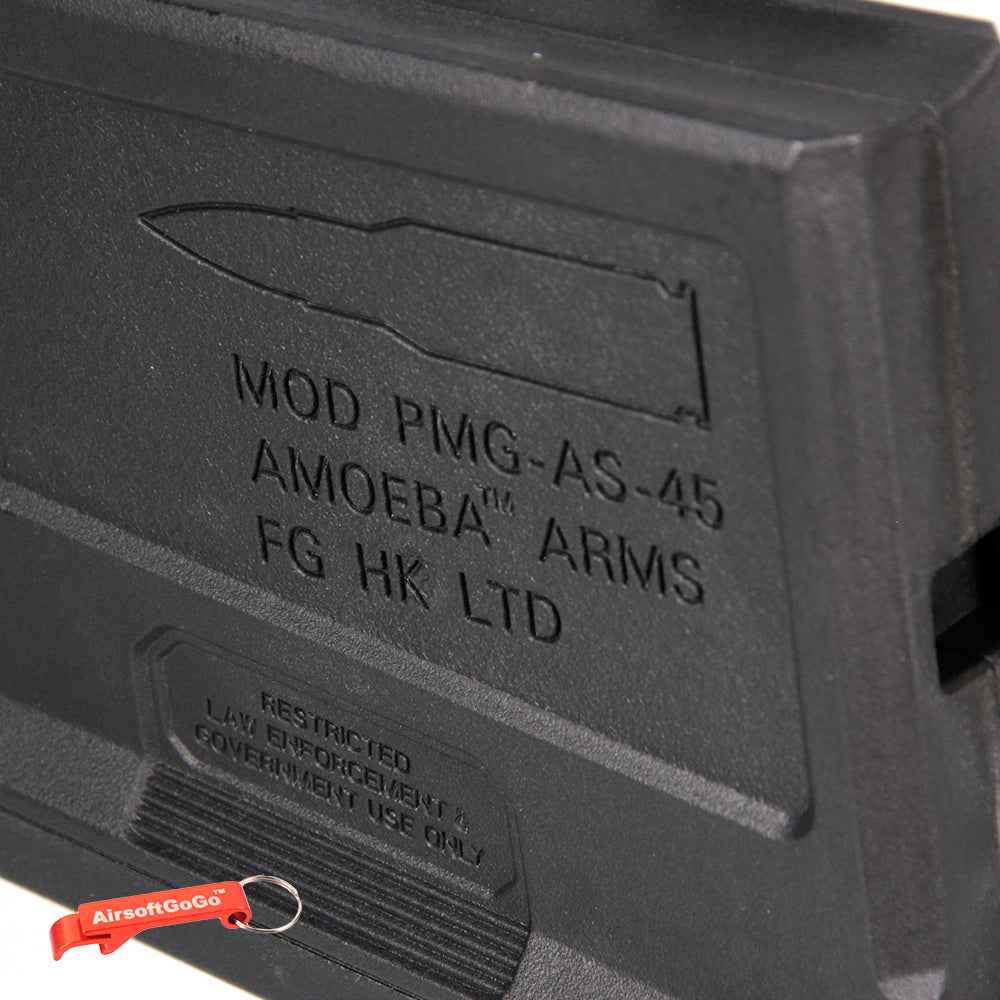 MOD PMG-AS-45
AMOEBA™ ARMS
FG HK LTD
RESTRICTED
LAW ENFORCEMENT &
GOVERNMENT USE ONLY
AirsoftGoGo™